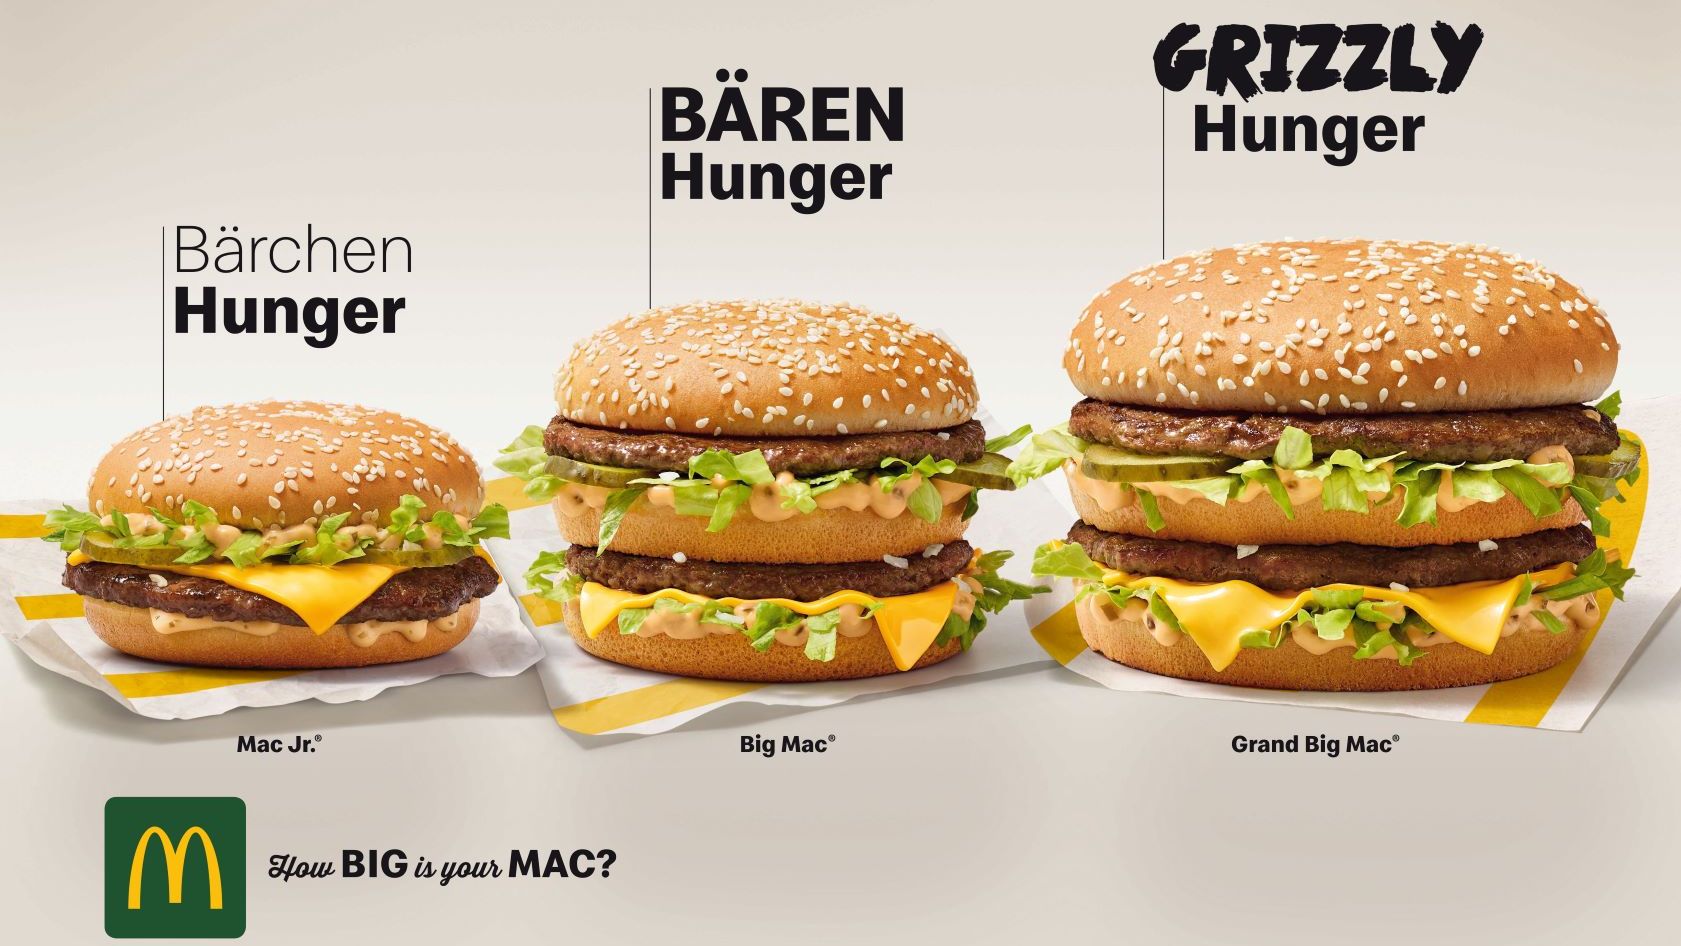 Bärchen
Hunger
BÄREN
Hunger
GRIZZLY
Hunger
Mac Jr.®
Big Mac®
Grand Big Mac®
How BIG is your MAC?